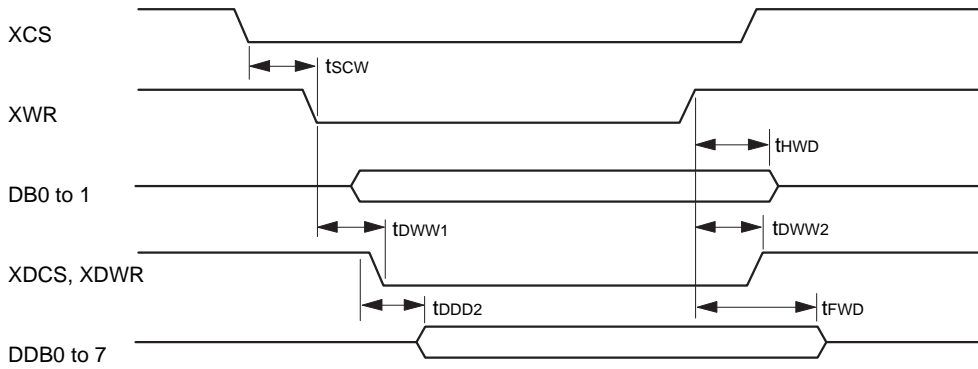 XCS
tSCW
XWR
tHWD
DB0 to 1
tDWW1
tDWW2
XDCS, XDWR
tDDD2
tFWD
DDB0 to 7